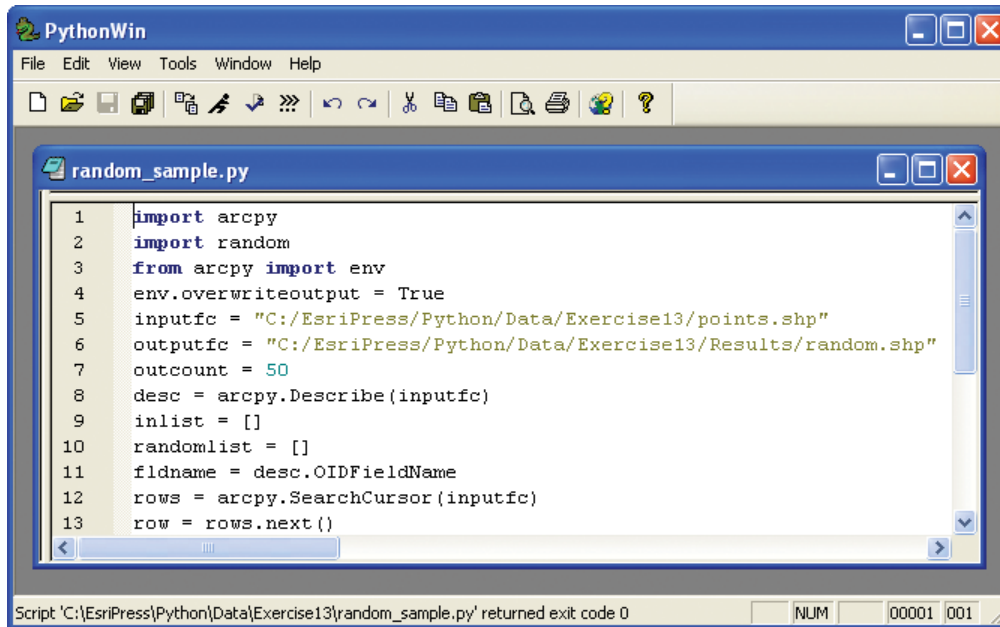 PythonWin
File Edit View Tools Window Help
random_sample.py
1 import arcpy
2 import random
3 from arcpy import env
4 env.overwriteoutput = True
5 inputfc = "C:/EsriPress/Python/Data/Exercise13/points.shp"
6 outputfc = "C:/EsriPress/Python/Data/Exercise13/Results/random.shp"
7 outcount = 50
8 desc = arcpy.Describe(inputfc)
9 inlist = []
10 randomlist = []
11 fldname = desc.OIDFieldName
12 rows = arcpy.SearchCursor(inputfc)
13 row = rows.next()
Script 'C:\EsriPress\Python\Data\Exercise13\random_sample.py' returned exit code 0 NUM 00001 001